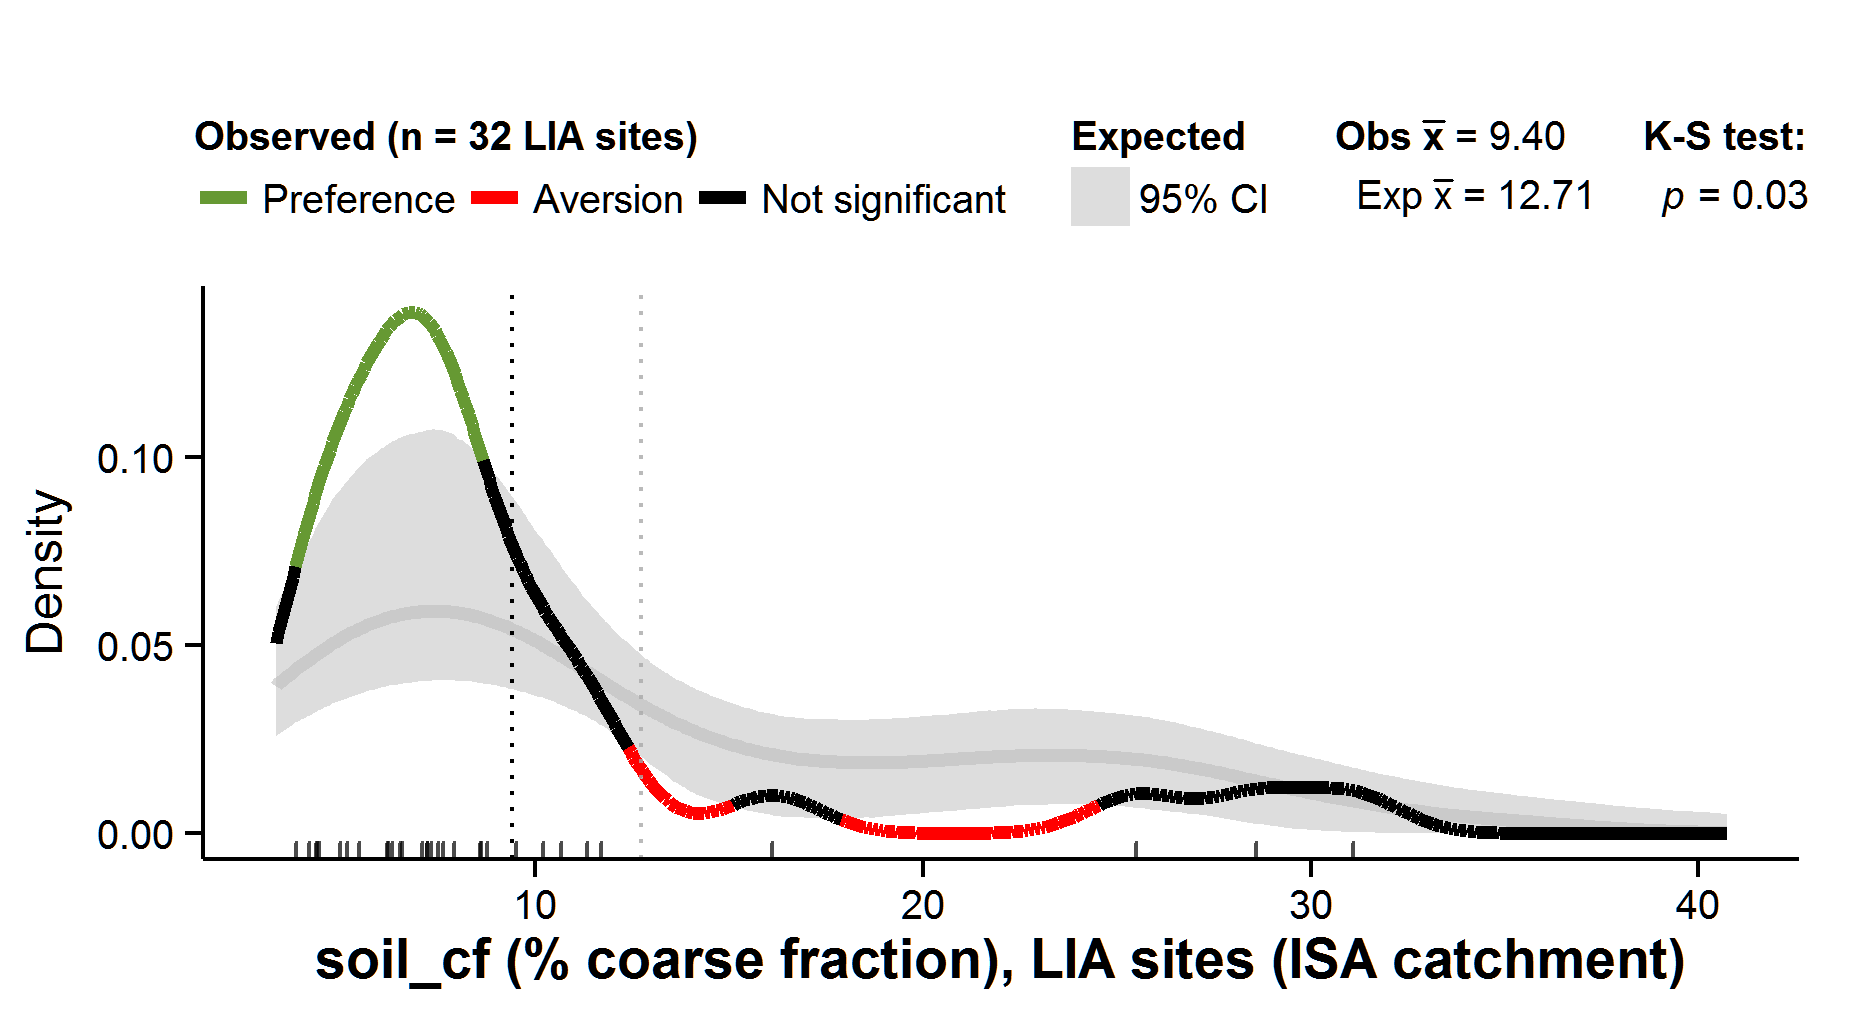 Observed (n = 32 LIA sites) Expected Obs x̅ = 9.40 K-S test:
Preference Aversion Not significant 95% CI Exp x̅ = 12.71 p = 0.03
Density
0.10
0.05
0.00
10 20 30 40
soil_cf (% coarse fraction), LIA sites (ISA catchment)